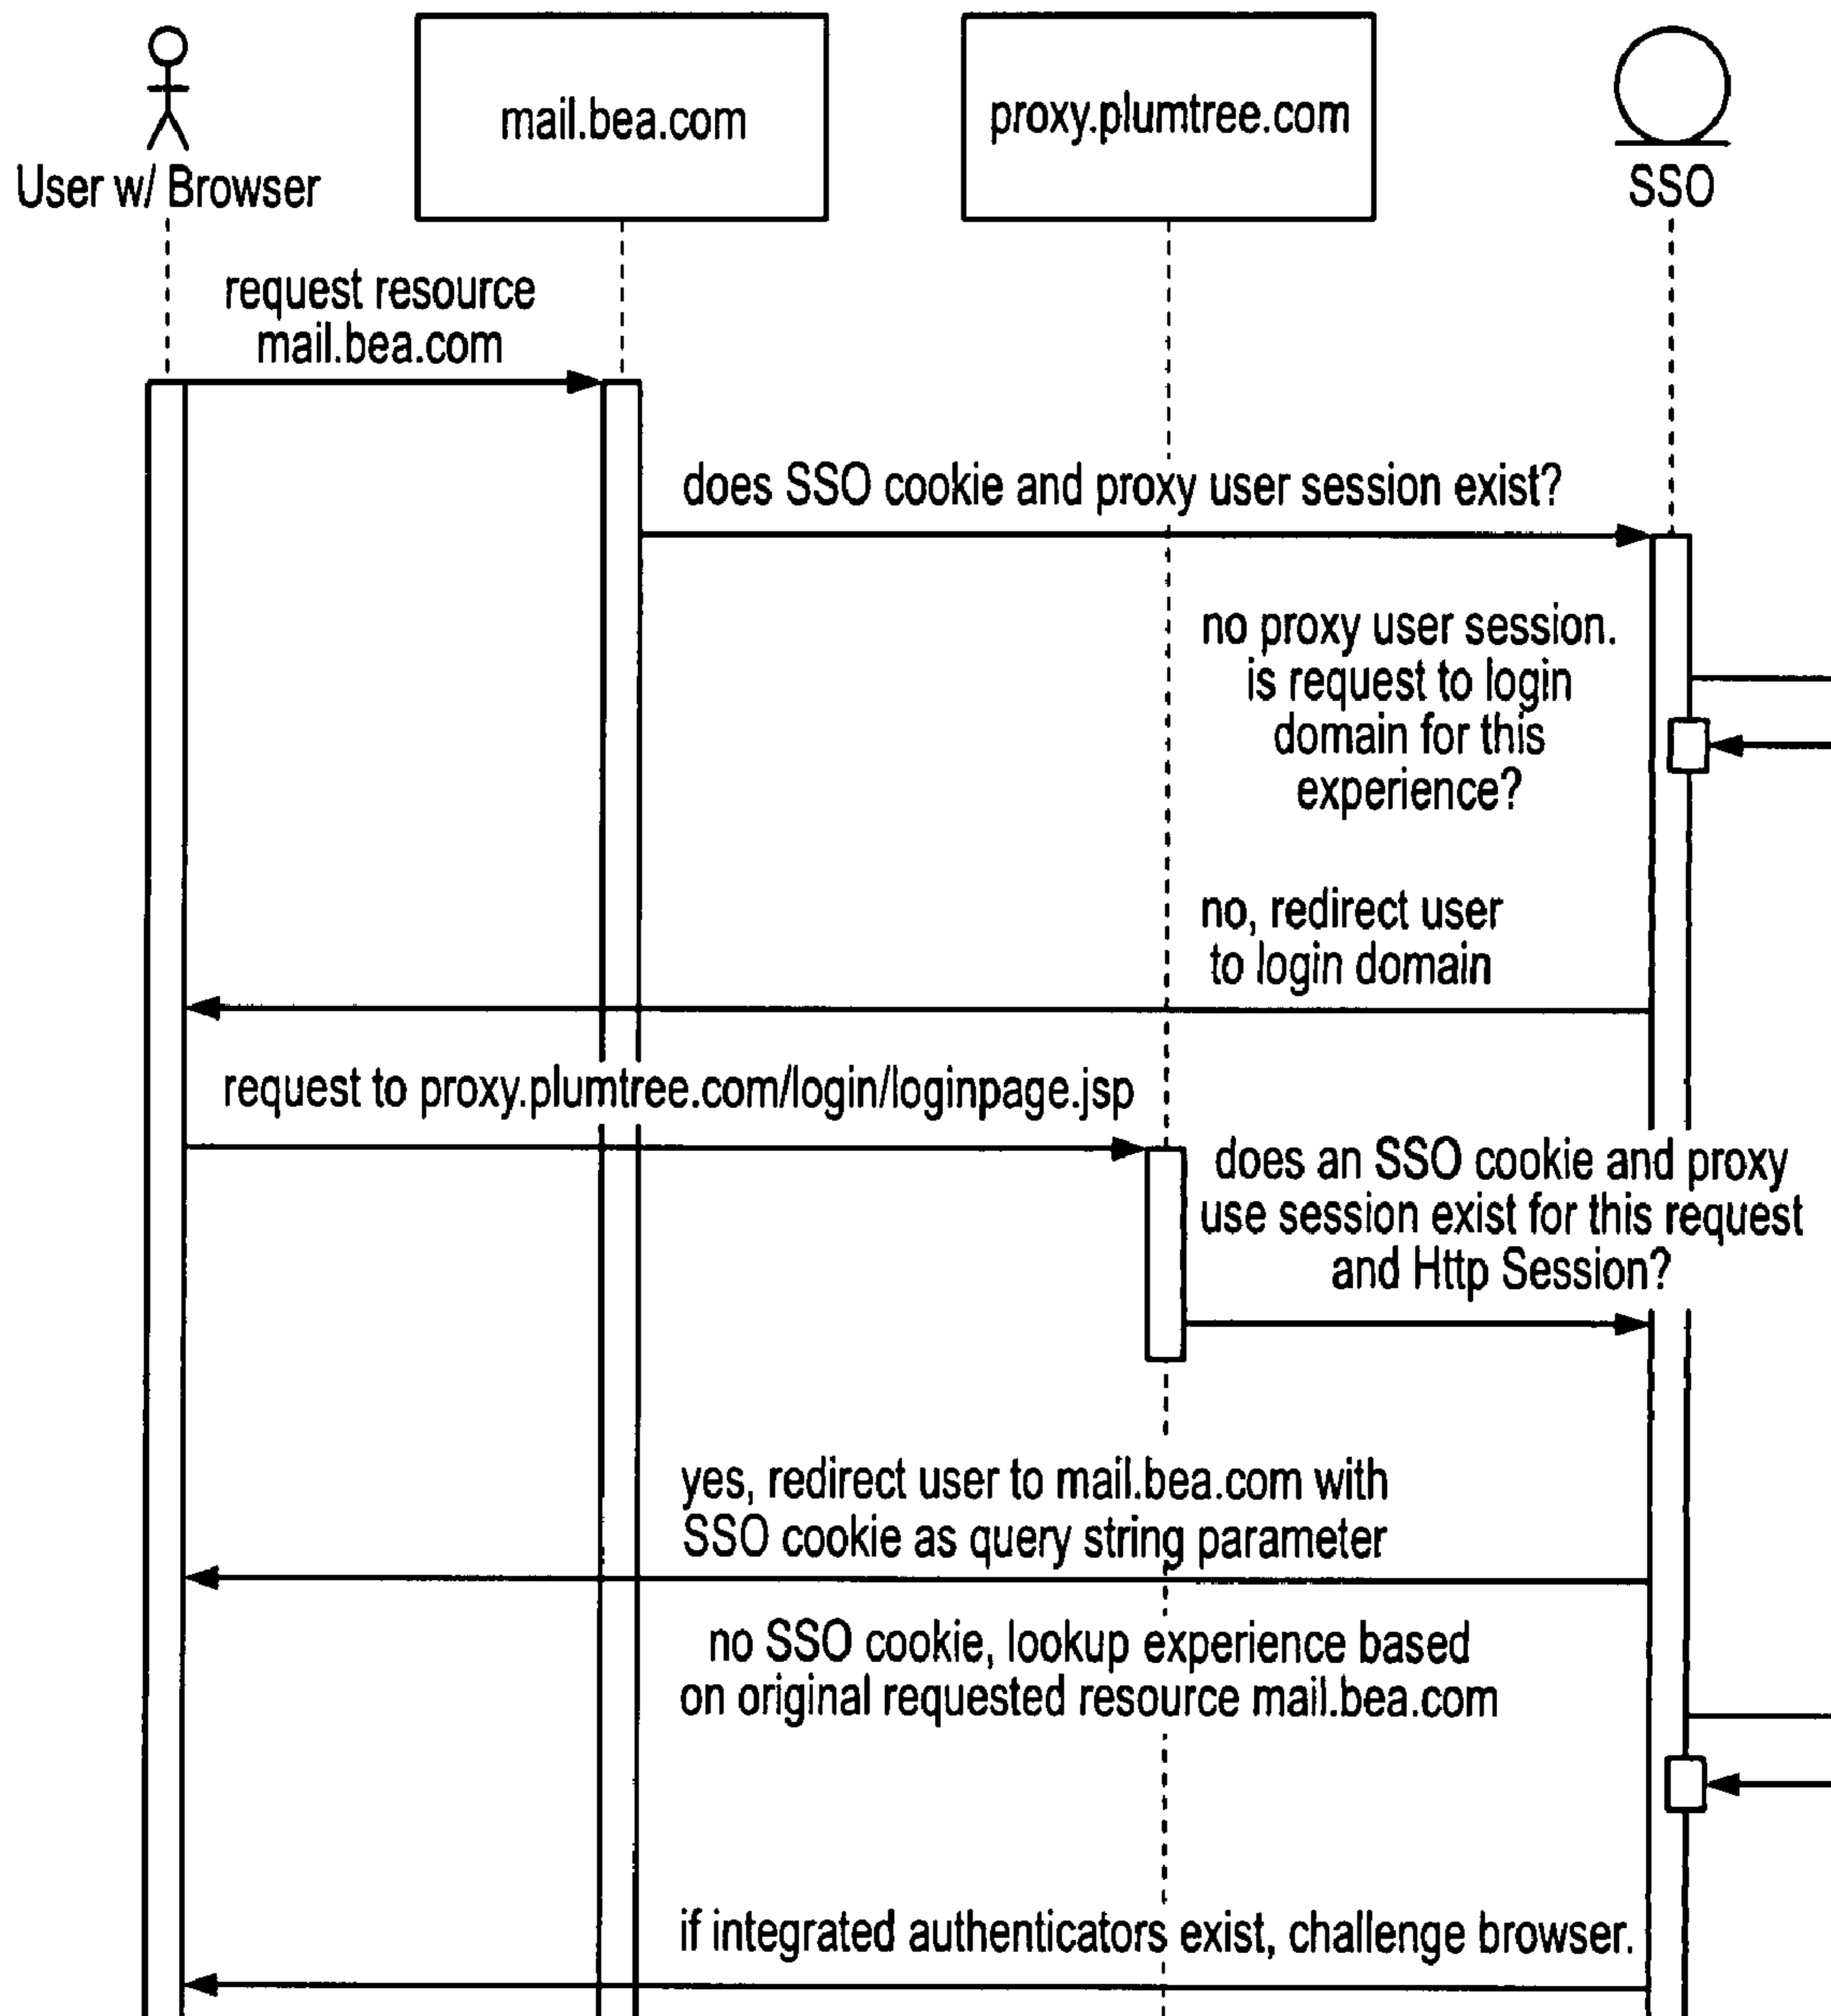 mail.bea.com
proxy.plumtree.com
User w/ Browser
SSO
request resource
mail.bea.com
does SSO cookie and proxy user session exist?
no proxy user session.
is request to login
domain for this
experience?
no, redirect user
to login domain
request to proxy.plumtree.com/login/loginpage.jsp
does an SSO cookie and proxy
use session exist for this request
and Http Session?
yes, redirect user to mail.bea.com with
SSO cookie as query string parameter
no SSO cookie, lookup experience based
on original requested resource mail.bea.com
if integrated authenticators exist, challenge browser.